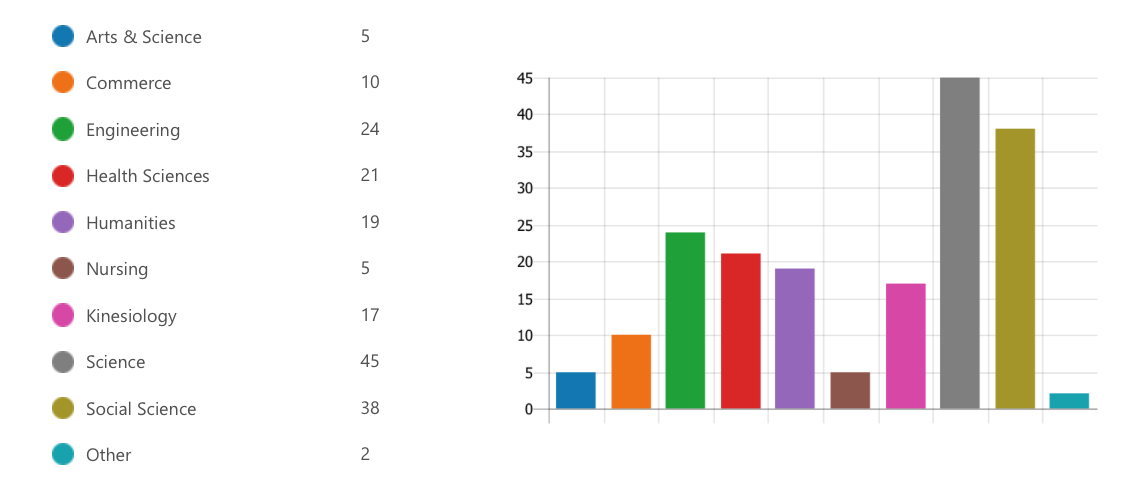 Arts & Science 5
Commerce 10
Engineering 24
Health Sciences 21
Humanities 19
Nursing 5
Kinesiology 17
Science 45
Social Science 38
Other 2
45
40
35
30
25
20
15
10
5
0